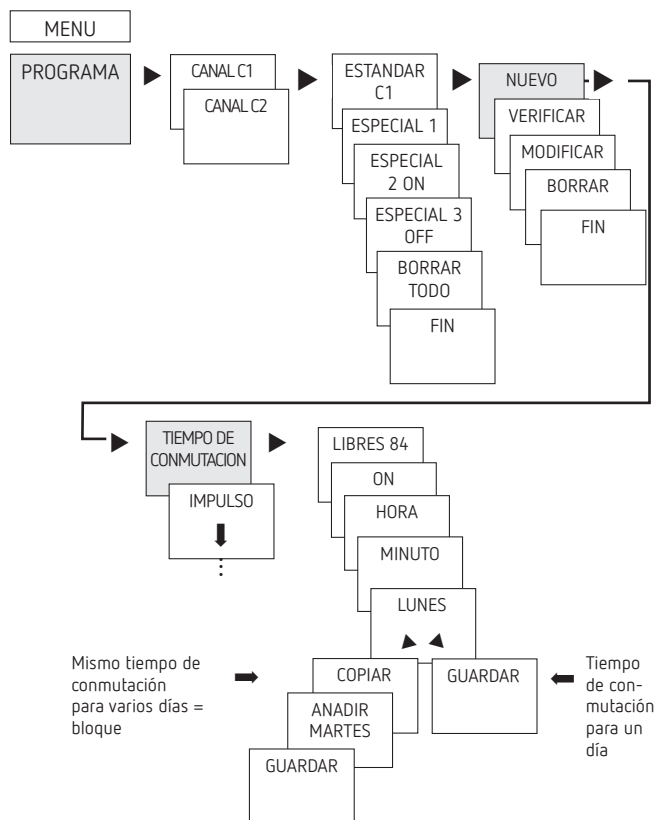 MENU
PROGRAMA
CANAL C1
CANAL C2
ESTANDAR
C1
ESPECIAL 1
ESPECIAL
2 ON
ESPECIAL 3
OFF
BORRAR
TODO
FIN
NUEVO
VERIFICAR
MODIFICAR
BORRAR
FIN
TIEMPO DE
CONMUTACION
IMPULSO
LIBRES 84
ON
HORA
MINUTO
LUNES
Mismo tiempo de
conmutación
para varios días =
bloque
COPIAR
ANADIR
MARTES
GUARDAR
GUARDAR
Tiempo
de con-
mutación
para un
día